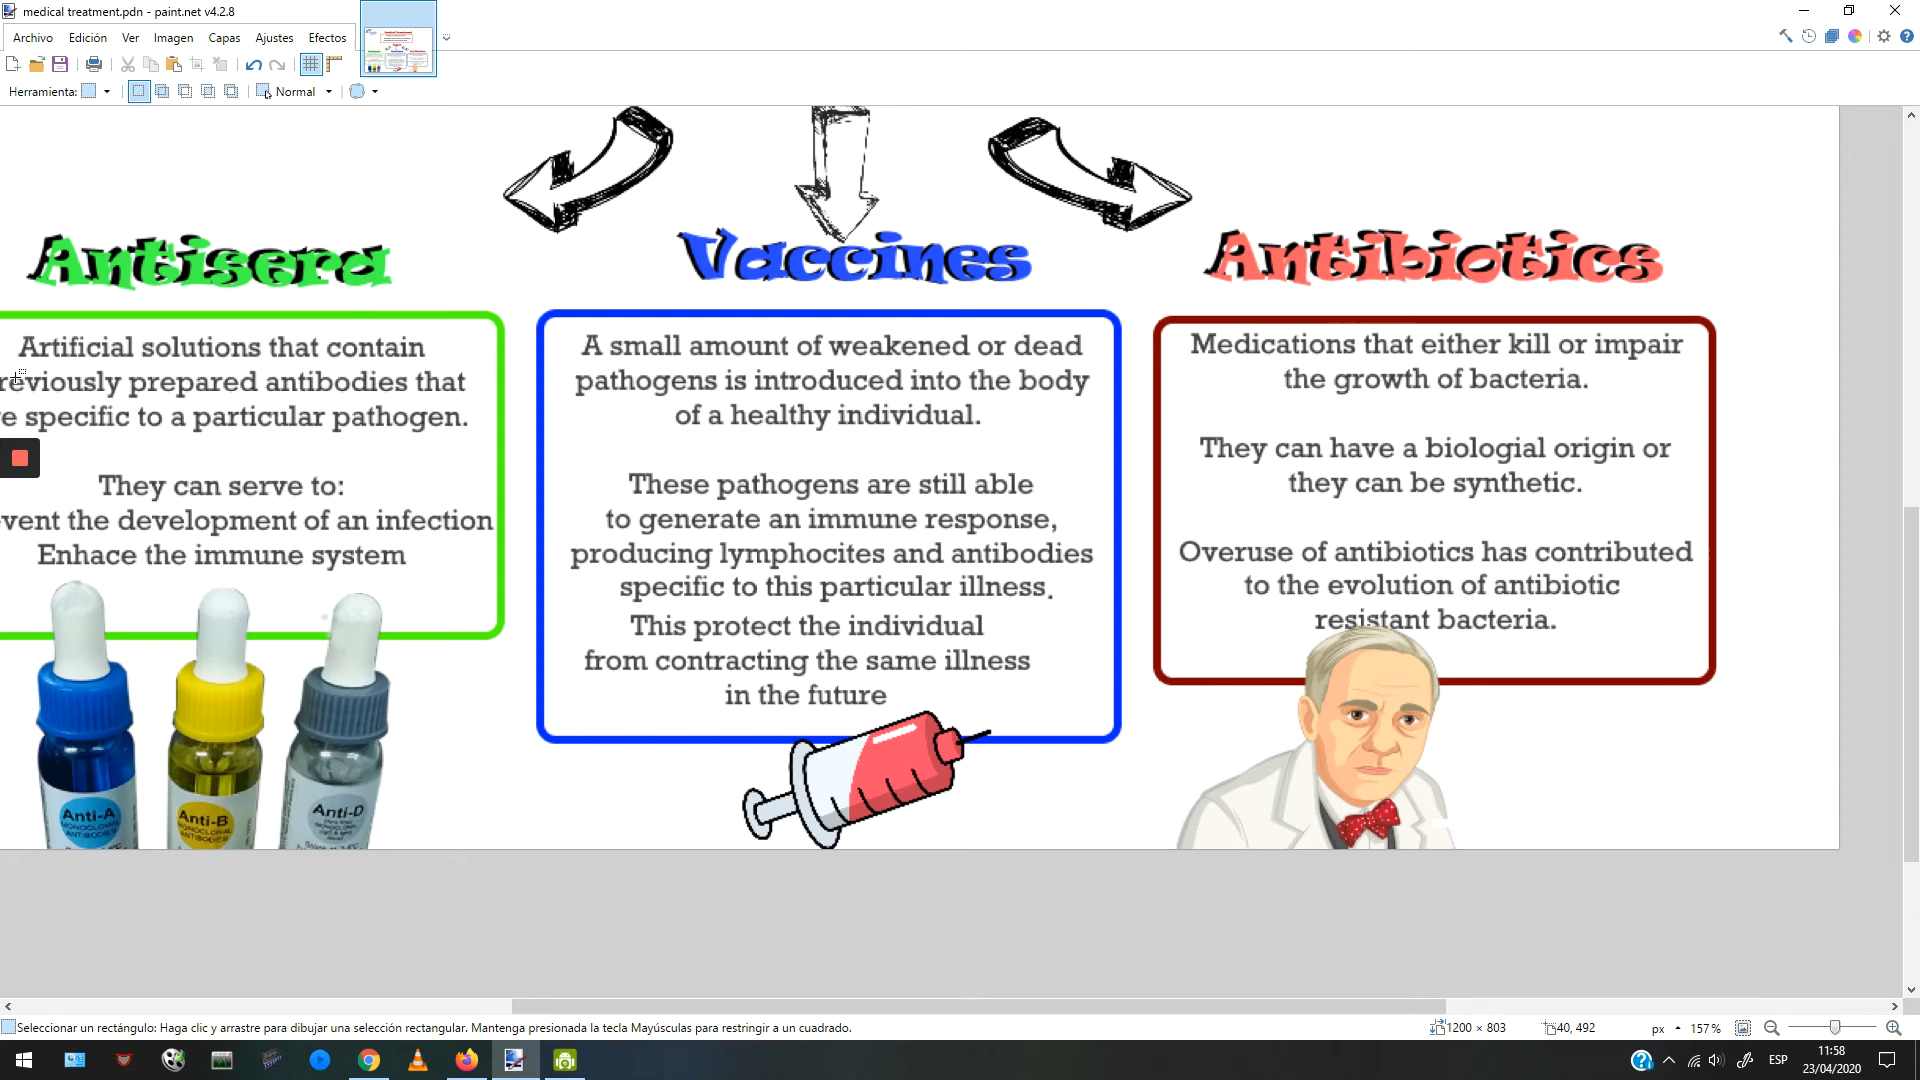 medical treatment.pdn - paint.net v4.2.8
Archivo Edición Ver Imagen Capas Ajustes Efectos
Herramienta: Normal
Antisera
Artificial solutions that contain
reviously prepared antibodies that
e specific to a particular pathogen.
They can serve to:
vent the development of an infection
Enhace the immune system
Anti-A
MONOCLONAL
ANTIBODIES
Anti-B
MONOCLONAL
ANTIBODIES
Anti-D
MONOCLONAL
Vaccines
A small amount of weakened or dead
pathogens is introduced into the body
of a healthy individual.
These pathogens are still able
to generate an immune response,
producing lymphocites and antibodies
specific to this particular illness.
This protect the individual
from contracting the same illness
in the future
Antibiotics
Medications that either kill or impair
the growth of bacteria.
They can have a biologial origin or
they can be synthetic.
Overuse of antibiotics has contributed
to the evolution of antibiotic
resistant bacteria.
Seleccionar un rectángulo: Haga clic y arrastre para dibujar una selección rectangular. Mantenga presionada la tecla Mayúsculas para restringir a un cuadrado.
1200 × 803 40, 492 px 157%
ESP 11:58
23/04/2020